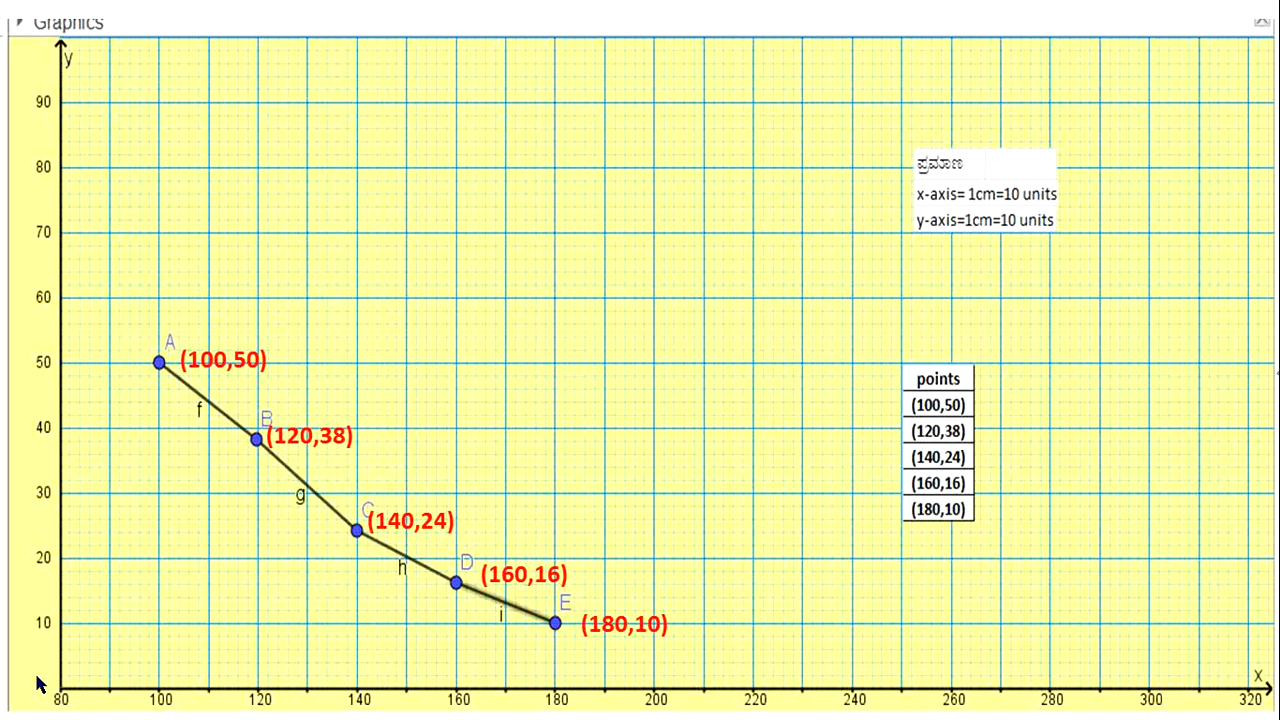 Graphics
y
90
80
70
60
50
40
30
20
10
ಪ್ರಮಾಣ
x-axis= 1cm=10 units
y-axis=1cm=10 units
A
(100,50)
f
B
(120,38)
g
C
(140,24)
h
D
(160,16)
i
E
(180,10)
points
(100,50)
(120,38)
(140,24)
(160,16)
(180,10)
x
80 100 120 140 160 180 200 220 240 260 280 300 320